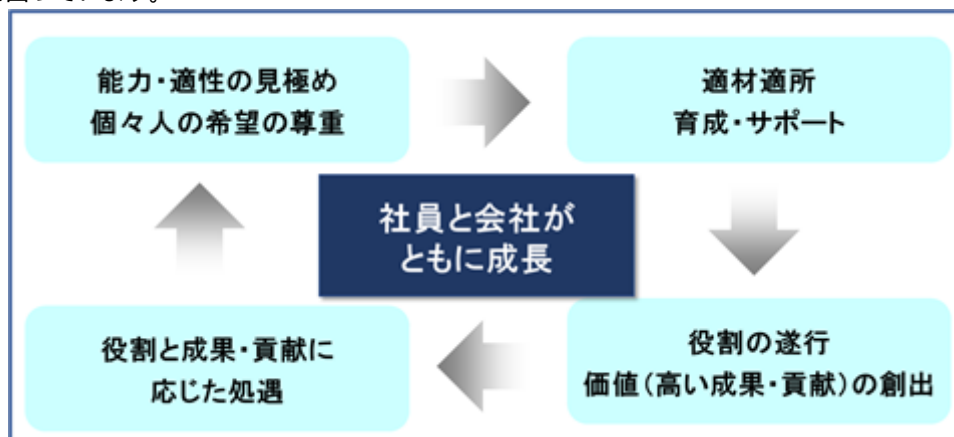 能力・適性の見極め
個々人の希望の尊重
適材適所
育成・サポート
社員と会社が
ともに成長
役割と成果・貢献に
応じた処遇
役割の遂行
価値(高い成果・貢献)の創出